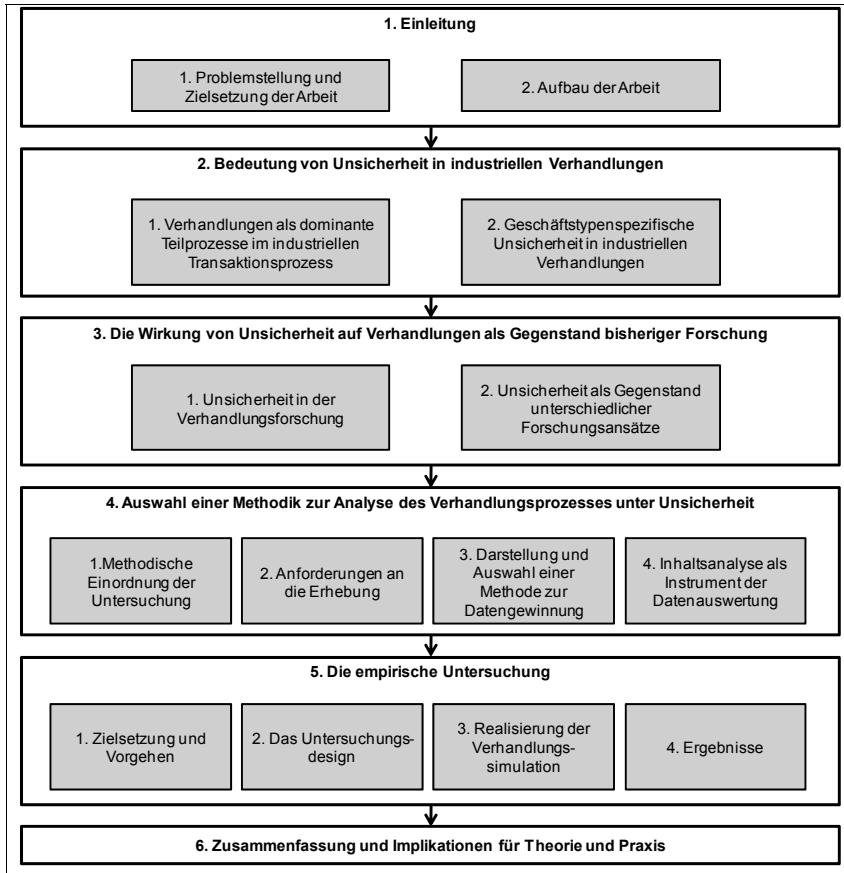 1. Einleitung
1. Problemstellung und
Zielsetzung der Arbeit
2. Aufbau der Arbeit
2. Bedeutung von Unsicherheit in industriellen Verhandlungen
1. Verhandlungen als dominante
Teilprozesse im industriellen
Transaktionsprozess
2. Geschäftstypenspezifische
Unsicherheit in industriellen
Verhandlungen
3. Die Wirkung von Unsicherheit auf Verhandlungen als Gegenstand bisheriger Forschung
1. Unsicherheit in der
Verhandlungsforschung
2. Unsicherheit als Gegenstand
unterschiedlicher
Forschungsansätze
4. Auswahl einer Methodik zur Analyse des Verhandlungsprozesses unter Unsicherheit
1.Methodische
Einordnung der
Untersuchung
2. Anforderungen an
die Erhebung
3. Darstellung und
Auswahl einer
Methode zur
Datengewinnung
4. Inhaltsanalyse als
Instrument der
Datenauswertung
5. Die empirische Untersuchung
1. Zielsetzung und
Vorgehen
2. Das Untersuchungs-
design
3. Realisierung der
Verhandlungs-
simulation
4. Ergebnisse
6. Zusammenfassung und Implikationen für Theorie und Praxis